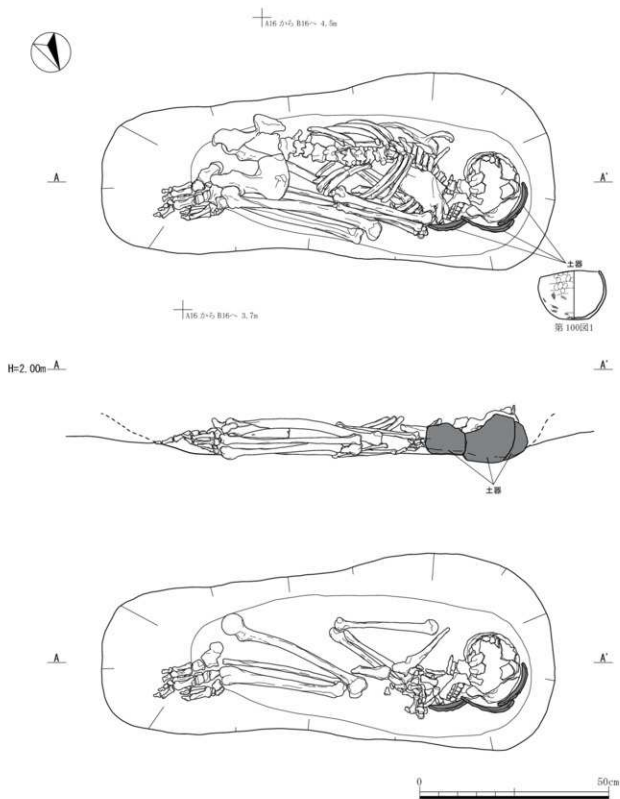 A16 から B16へ 4.5m
A A'
土器
第 100図1
A16 から B16へ 3.7m
H=2.00m A A'
土器
A A'
0 50cm